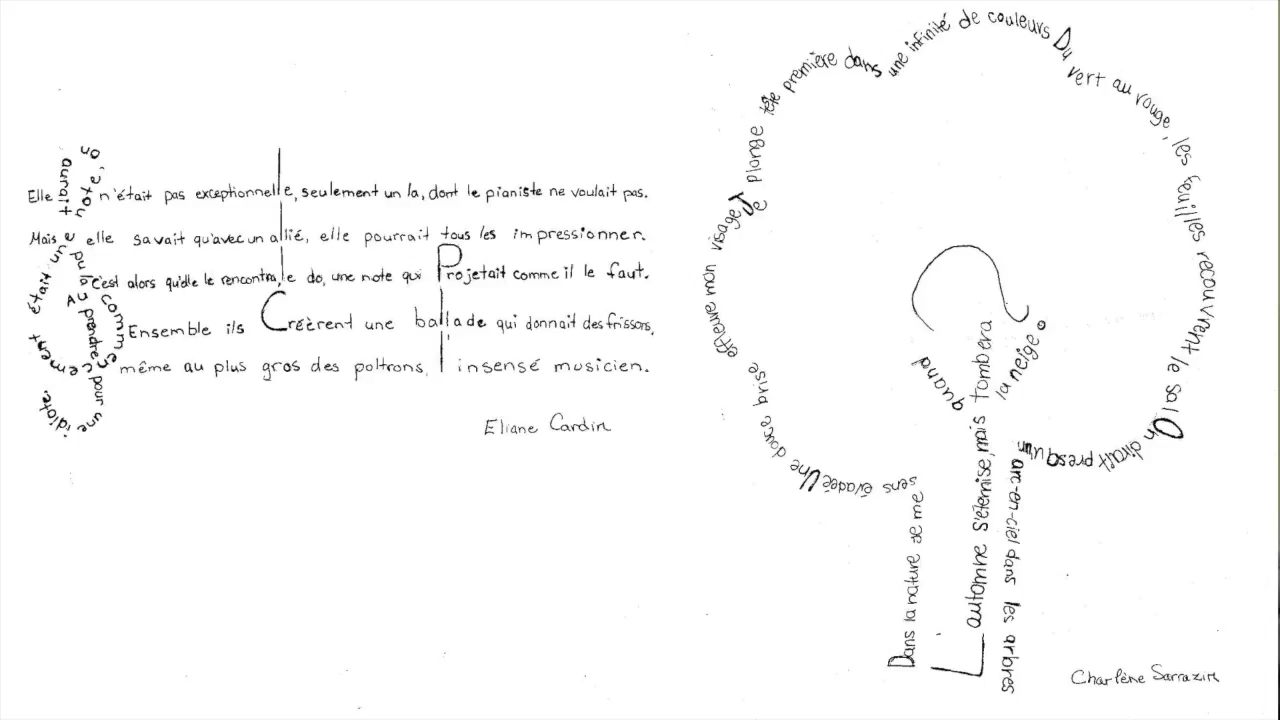 Elle n'était pas exceptionnelle, seulement un la, dont le pianiste ne voulait pas.
Mais elle savait qu'avec un allié, elle pourrait tous les impressionner.
C'est alors qu'elle le rencontra, le do, une note qui Projetait comme il le faut.
Ensemble ils Créèrent une ballade qui donnait des frissons,
même au plus gros des poltrons, l'insensé musicien.
Au commencement était une note, on
aurait pu la prendre pour une idiote.
Eliane Cardin
Dans la nature je me sens évadée
Une douce brise effleure mon visage
Je plonge tête première dans une infinité de couleurs
Du vert au rouge, les feuilles recouvrent le sol
On dirait presqu'un arc-en-ciel dans les arbres
L'automne s'éternise, mais tombera
quand
la neige
?
Charlène Sarrazin